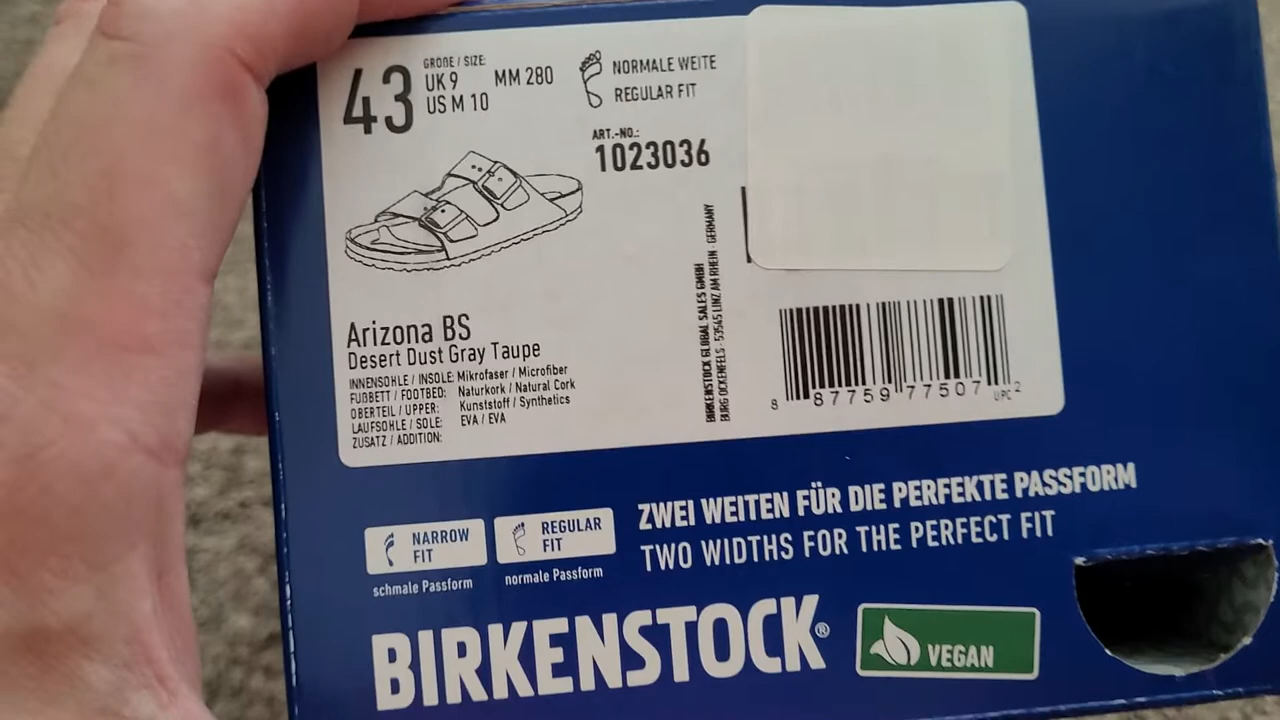 43
GRÖßE / SIZE:
UK 9 MM 280
US M 10
NORMALE WEITE
REGULAR FIT
ART.-NO.:
1023036
Arizona BS
Desert Dust Gray Taupe
INNENSOHLE / INSOLE: Mikrofaser / Microfiber
FUßBETT / FOOTBED: Naturkork / Natural Cork
OBERTEIL / UPPER: Kunststoff / Synthetics
LAUFSOHLE / SOLE: EVA / EVA
ZUSATZ / ADDITION:
BIRKENSTOCK GLOBAL SALES GMBH
BURG OCKENFELS · 53545 LINZ AM RHEIN · GERMANY
8 87759 77507 2
UPC
ZWEI WEITEN FÜR DIE PERFEKTE PASSFORM
TWO WIDTHS FOR THE PERFECT FIT
NARROW
FIT
schmale Passform
REGULAR
FIT
normale Passform
BIRKENSTOCK®
VEGAN